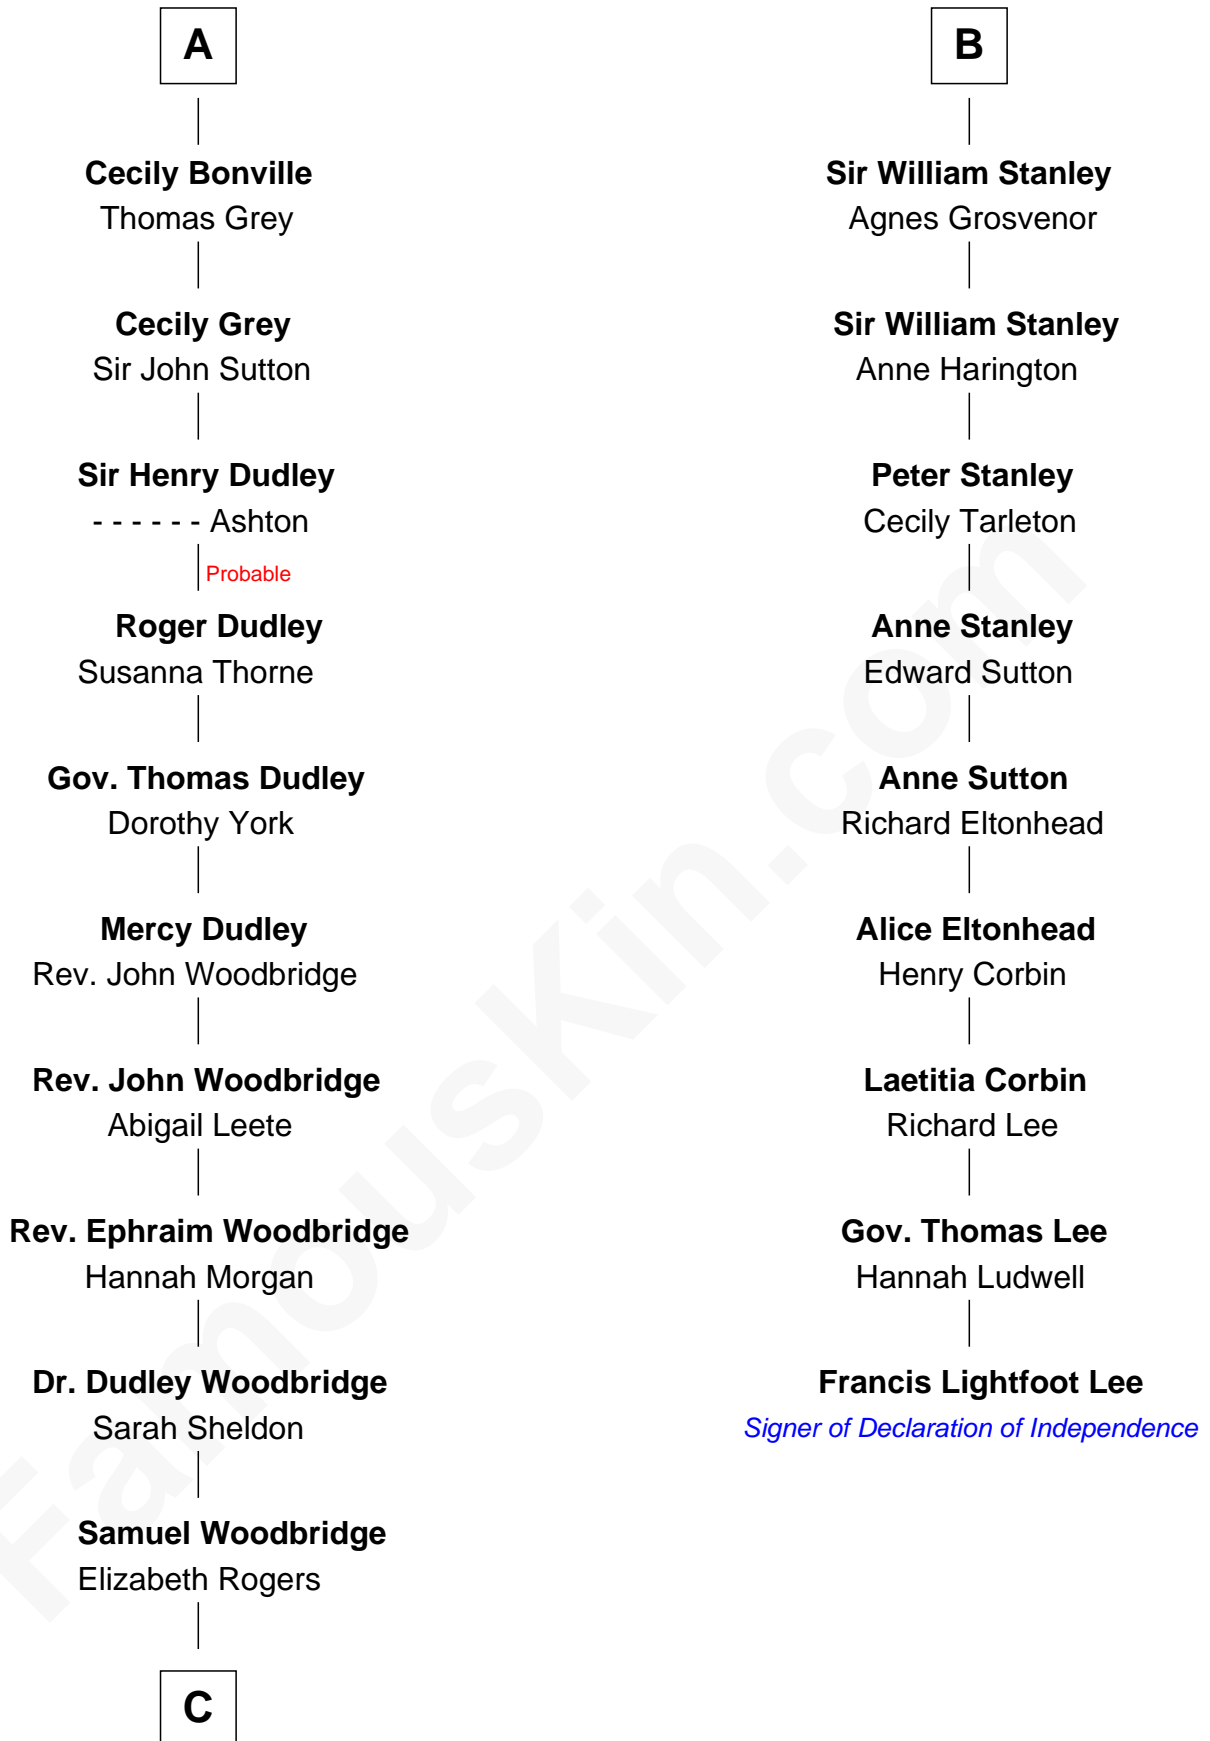 A
Cecily Bonville
Thomas Grey
Cecily Grey
Sir John Sutton
Sir Henry Dudley
- - - - - - Ashton
Probable
Roger Dudley
Susanna Thorne
Gov. Thomas Dudley
Dorothy York
Mercy Dudley
Rev. John Woodbridge
Rev. John Woodbridge
Abigail Leete
Rev. Ephraim Woodbridge
Hannah Morgan
Dr. Dudley Woodbridge
Sarah Sheldon
Samuel Woodbridge
Elizabeth Rogers
C
B
Sir William Stanley
Agnes Grosvenor
Sir William Stanley
Anne Harington
Peter Stanley
Cecily Tarleton
Anne Stanley
Edward Sutton
Anne Sutton
Richard Eltonhead
Alice Eltonhead
Henry Corbin
Laetitia Corbin
Richard Lee
Gov. Thomas Lee
Hannah Ludwell
Francis Lightfoot Lee
Signer of Declaration of Independence
FamousKin.com